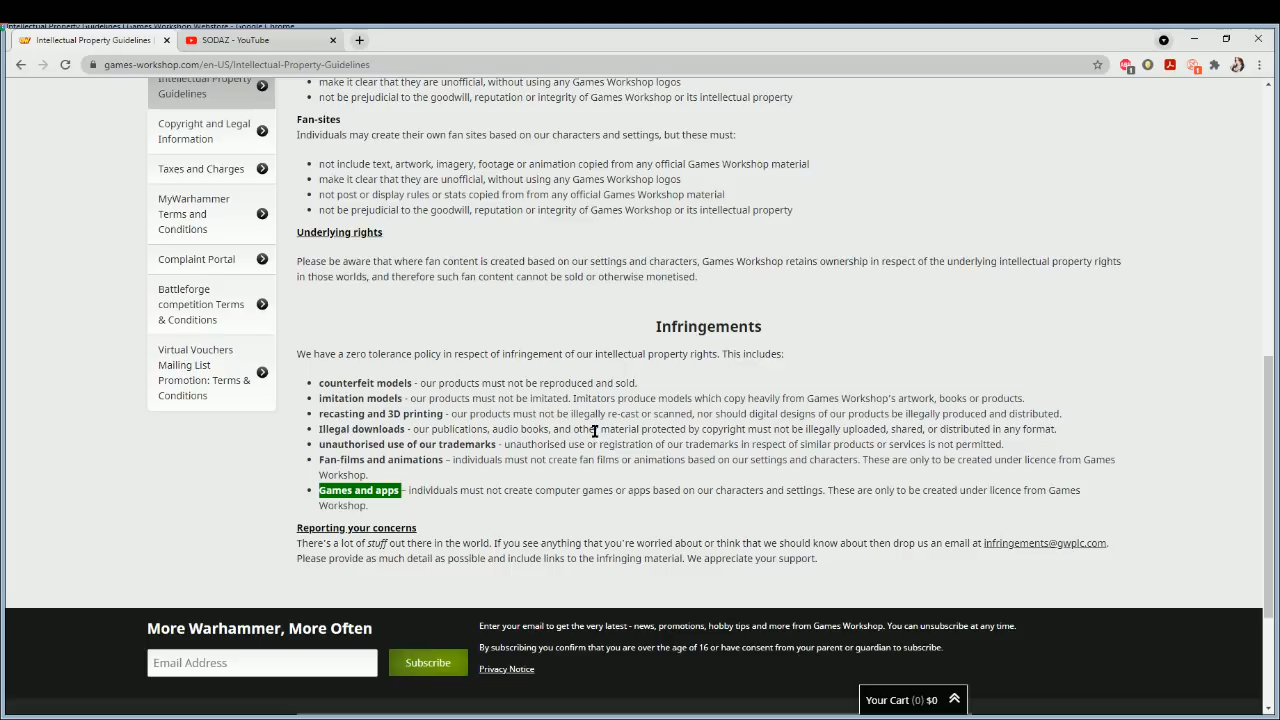 Intellectual Property Guidelines | Games Workshop Webstore - Google Chrome
Intellectual Property Guidelines |
SODAZ - YouTube
games-workshop.com/en-US/Intellectual-Property-Guidelines
Intellectual Property
Guidelines
Copyright and Legal
Information
Taxes and Charges
MyWarhammer
Terms and
Conditions
Complaint Portal
Battleforge
competition Terms
& Conditions
Virtual Vouchers
Mailing List
Promotion: Terms &
Conditions
make it clear that they are unofficial, without using any Games Workshop logos
not be prejudicial to the goodwill, reputation or integrity of Games Workshop or its intellectual property
Fan-sites
Individuals may create their own fan sites based on our characters and settings, but these must:
not include text, artwork, imagery, footage or animation copied from any official Games Workshop material
make it clear that they are unofficial, without using any Games Workshop logos
not post or display rules or stats copied from from any official Games Workshop material
not be prejudicial to the goodwill, reputation or integrity of Games Workshop or its intellectual property
Underlying rights
Please be aware that where fan content is created based on our settings and characters, Games Workshop retains ownership in respect of the underlying intellectual property rights
in those worlds, and therefore such fan content cannot be sold or otherwise monetised.
Infringements
We have a zero tolerance policy in respect of infringement of our intellectual property rights. This includes:
counterfeit models - our products must not be reproduced and sold.
imitation models - our products must not be imitated. Imitators produce models which copy heavily from Games Workshop's artwork, books or products.
recasting and 3D printing - our products must not be illegally re-cast or scanned, nor should digital designs of our products be illegally produced and distributed.
Illegal downloads - our publications, audio books, and other material protected by copyright must not be illegally uploaded, shared, or distributed in any format.
unauthorised use of our trademarks - unauthorised use or registration of our trademarks in respect of similar products or services is not permitted.
Fan-films and animations – individuals must not create fan films or animations based on our settings and characters. These are only to be created under licence from Games
Workshop.
Games and apps – individuals must not create computer games or apps based on our characters and settings. These are only to be created under licence from Games
Workshop.
Reporting your concerns
There's a lot of stuff out there in the world. If you see anything that you're worried about or think that we should know about then drop us an email at infringements@gwplc.com.
Please provide as much detail as possible and include links to the infringing material. We appreciate your support.
More Warhammer, More Often
Email Address
Subscribe
Enter your email to get the very latest - news, promotions, hobby tips and more from Games Workshop. You can unsubscribe at any time.
By subscribing you confirm that you are over the age of 16 or have consent from your parent or guardian to subscribe.
Privacy Notice
Your Cart (0) $0